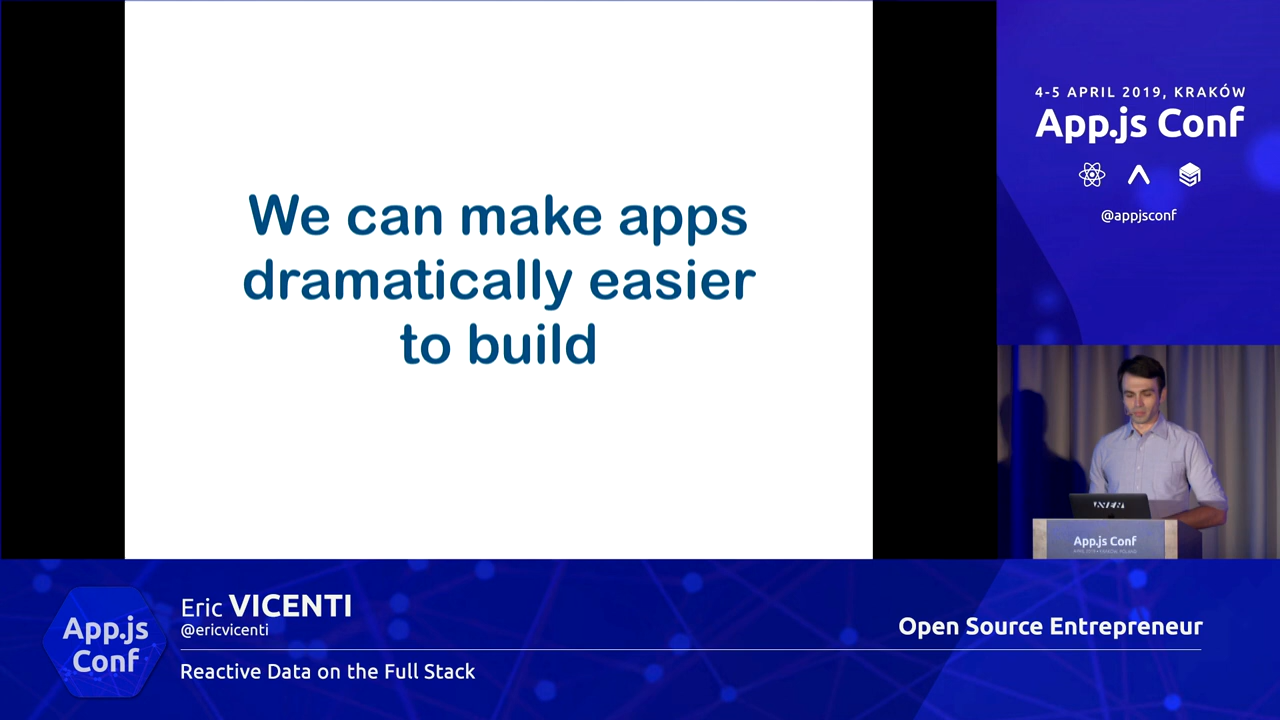 We can make apps
dramatically easier
to build
4-5 APRIL 2019, KRAKÓW
App.js Conf
@appjsconf
App.js Conf
App.js
Conf
Eric VICENTI
@ericvicenti
Reactive Data on the Full Stack
Open Source Entrepreneur